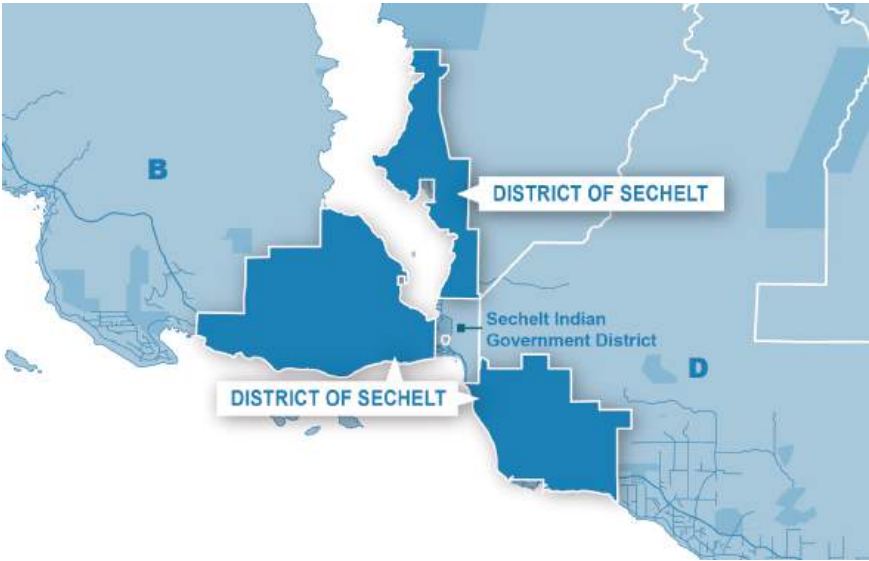 B
DISTRICT OF SECHELT
Sechelt Indian
Government District
D
DISTRICT OF SECHELT